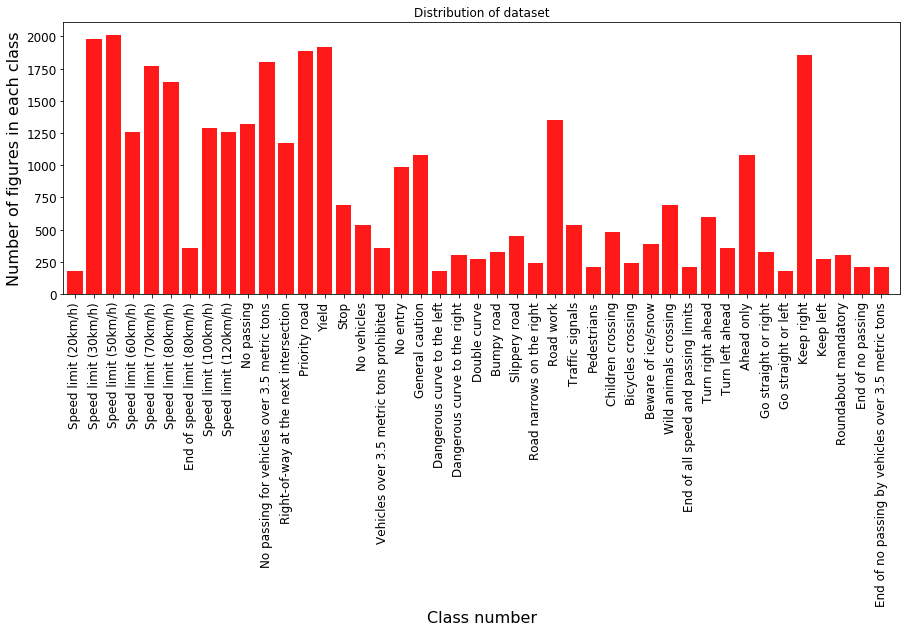 Distribution of dataset
Number of figures in each class
2000
1750
1500
1250
1000
750
500
250
0
Speed limit (20km/h)
Speed limit (30km/h)
Speed limit (50km/h)
Speed limit (60km/h)
Speed limit (70km/h)
Speed limit (80km/h)
End of speed limit (80km/h)
Speed limit (100km/h)
Speed limit (120km/h)
No passing
No passing for vehicles over 3.5 metric tons
Right-of-way at the next intersection
Priority road
Yield
Stop
No vehicles
Vehicles over 3.5 metric tons prohibited
No entry
General caution
Dangerous curve to the left
Dangerous curve to the right
Double curve
Bumpy road
Slippery road
Road narrows on the right
Road work
Traffic signals
Pedestrians
Children crossing
Bicycles crossing
Beware of ice/snow
Wild animals crossing
End of all speed and passing limits
Turn right ahead
Turn left ahead
Ahead only
Go straight or right
Go straight or left
Keep right
Keep left
Roundabout mandatory
End of no passing
End of no passing by vehicles over 3.5 metric tons
Class number